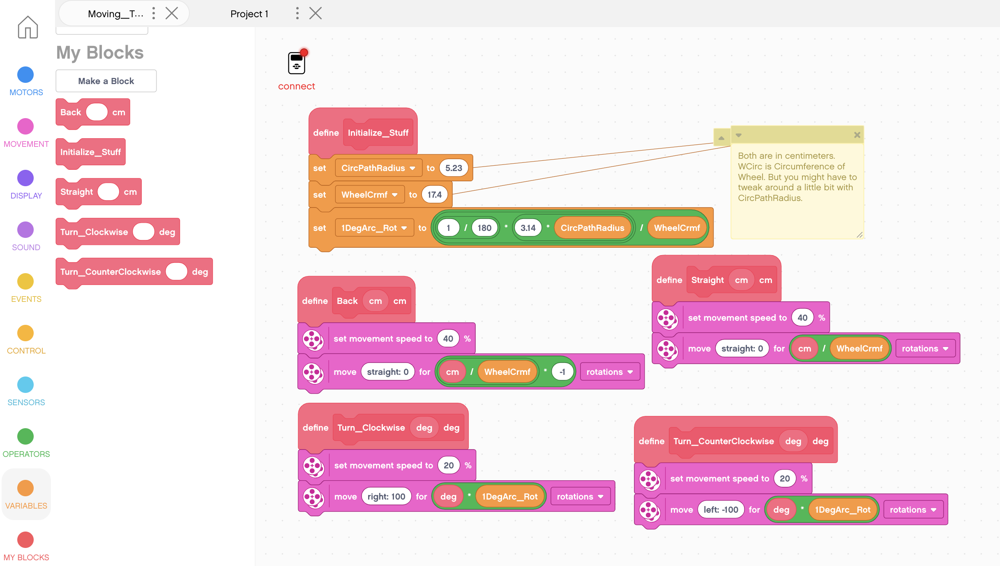 Moving_T...
Project 1
My Blocks
Make a Block
Back cm
Initialize_Stuff
Straight cm
Turn_Clockwise deg
Turn_CounterClockwise deg
MOTORS
MOVEMENT
DISPLAY
SOUND
EVENTS
CONTROL
SENSORS
OPERATORS
VARIABLES
MY BLOCKS
connect
define Initialize_Stuff
set CircPathRadius to 5.23
set WheelCrmf to 17.4
set 1DegArc_Rot to 1 / 180 * 3.14 * CircPathRadius / WheelCrmf
Both are in centimeters.
WCirc is Circumference of
Wheel. But you might have to
tweak around a little bit with
CircPathRadius.
define Back cm cm
set movement speed to 40 %
move straight: 0 for cm / WheelCrmf * -1 rotations
define Straight cm cm
set movement speed to 40 %
move straight: 0 for cm / WheelCrmf rotations
define Turn_Clockwise deg deg
set movement speed to 20 %
move right: 100 for deg * 1DegArc_Rot rotations
define Turn_CounterClockwise deg deg
set movement speed to 20 %
move left: -100 for deg * 1DegArc_Rot rotations